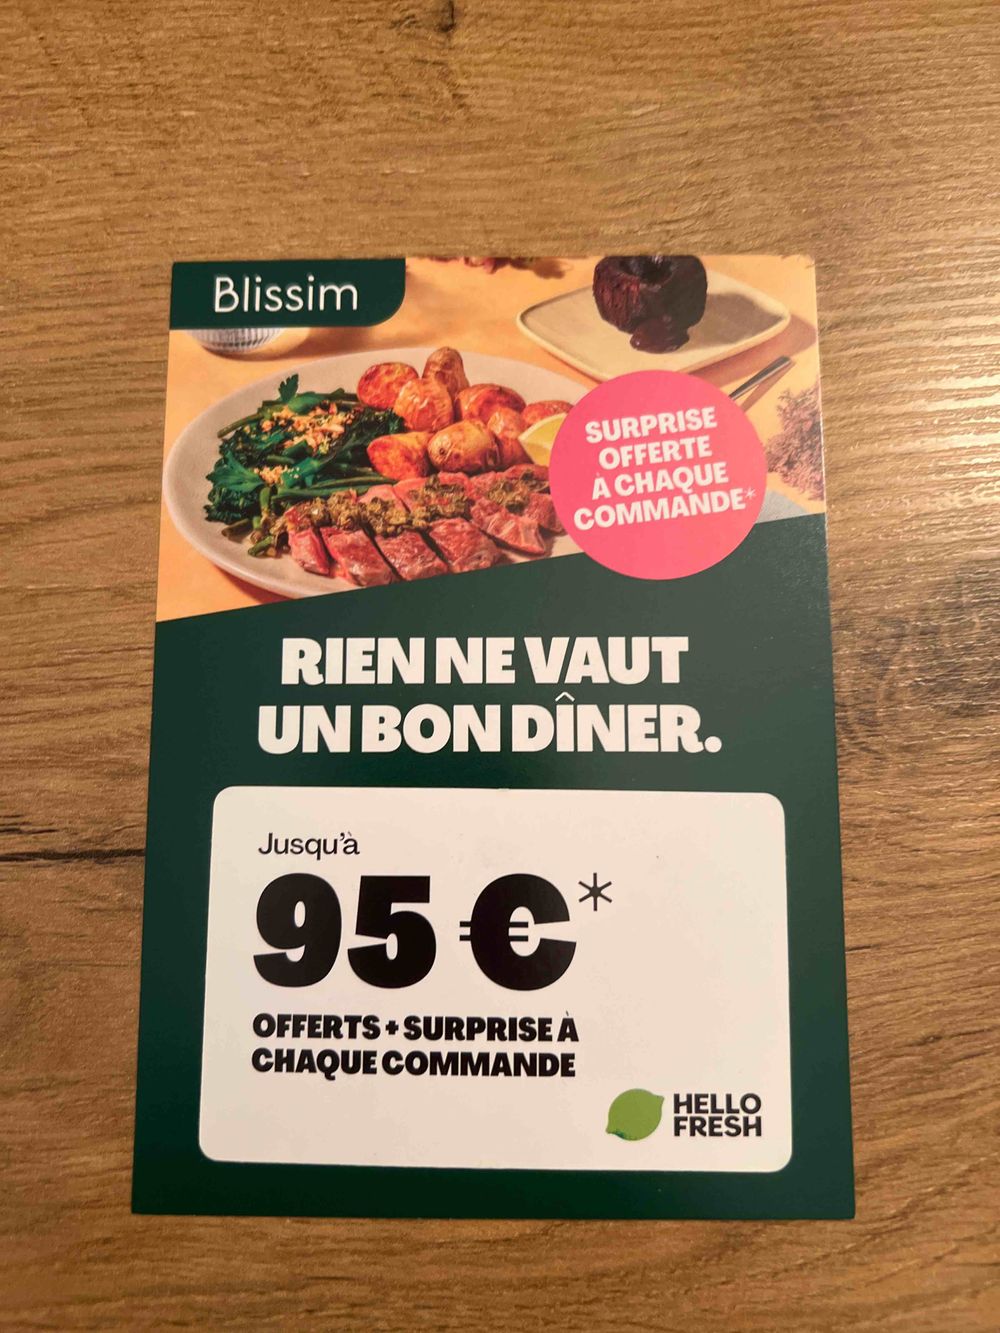 Blissim
SURPRISE
OFFERTE
À CHAQUE
COMMANDE*
RIEN NE VAUT
UN BON DÎNER.
Jusqu'à
95 €*
OFFERTS + SURPRISE À
CHAQUE COMMANDE
HELLO
FRESH